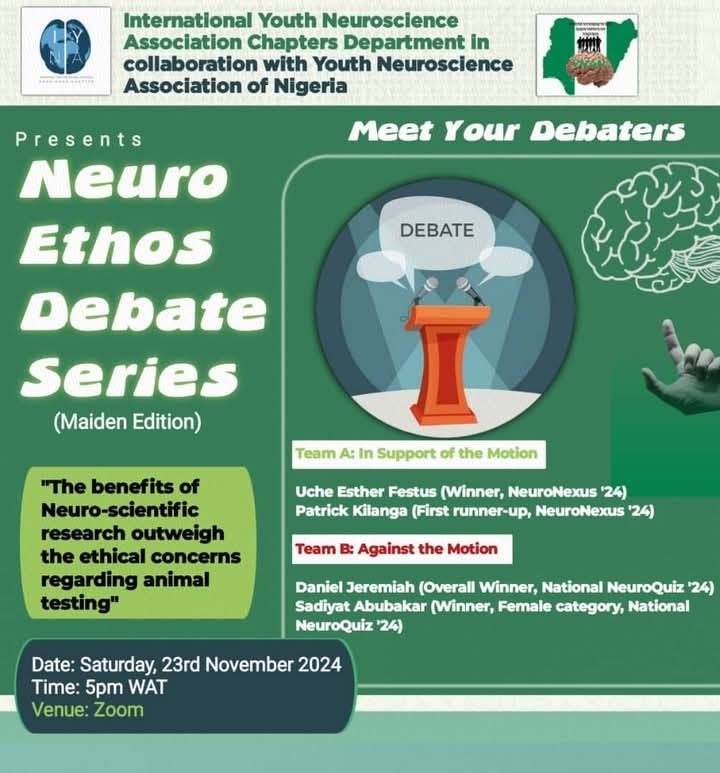 I Y
N A
International Youth Neuroscience
Association Chapters Department in
collaboration with Youth Neuroscience
Association of Nigeria
Presents
Neuro
Ethos
Debate
Series
(Maiden Edition)
"The benefits of
Neuro-scientific
research outweigh
the ethical concerns
regarding animal
testing"
Date: Saturday, 23rd November 2024
Time: 5pm WAT
Venue: Zoom
Meet Your Debaters
DEBATE
Team A: In Support of the Motion
Uche Esther Festus (Winner, NeuroNexus '24)
Patrick Kilanga (First runner-up, NeuroNexus '24)
Team B: Against the Motion
Daniel Jeremiah (Overall Winner, National NeuroQuiz '24)
Sadiyat Abubakar (Winner, Female category, National
NeuroQuiz '24)